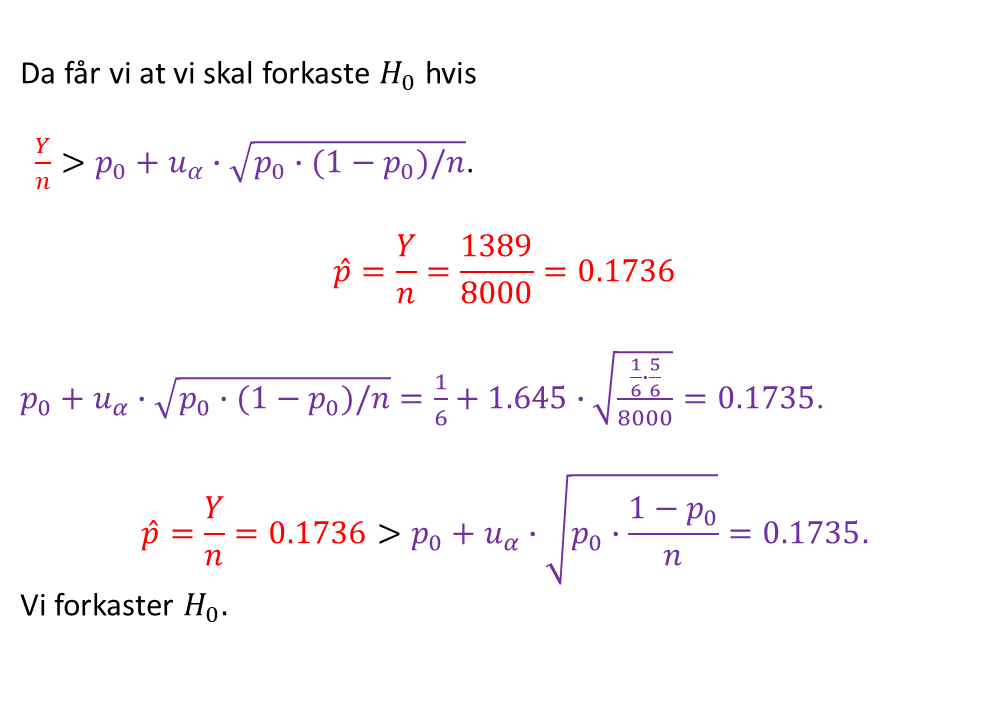 Da får vi at vi skal forkaste 𝐻₀ hvis
𝑌/𝑛 > 𝑝₀ + 𝑢_𝛼 ⋅ √(𝑝₀ ⋅ (1 − 𝑝₀)/𝑛).
𝑝̂ = 𝑌/𝑛 = 1389/8000 = 0.1736
𝑝₀ + 𝑢_𝛼 ⋅ √(𝑝₀ ⋅ (1 − 𝑝₀)/𝑛) = 1/6 + 1.645 ⋅ √((1/6⋅5/6)/8000) = 0.1735.
𝑝̂ = 𝑌/𝑛 = 0.1736 > 𝑝₀ + 𝑢_𝛼 ⋅ √(𝑝₀ ⋅ (1 − 𝑝₀)/𝑛) = 0.1735.
Vi forkaster 𝐻₀.